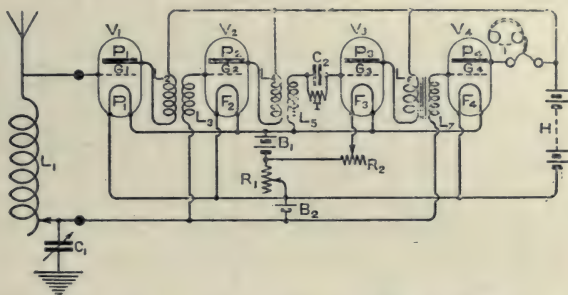 V₁ V₂ V₃ V₄
P₁ L P₂ L C₂ P₃ L P₄ T
G₁ G₂ G₃ G₄
F₁ L₃ F₂ L₅ F₃ L₇ F₄
L₁ B₁ H
R₁ R₂
B₂
C₁